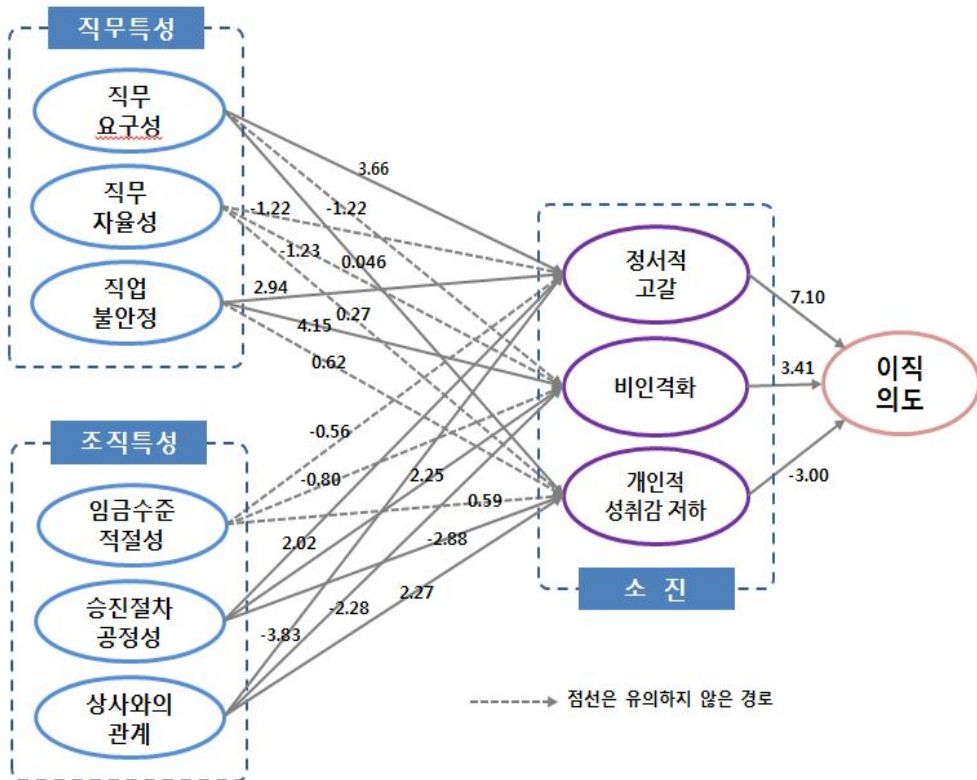 직무특성
직무
요구성
직무
자율성
직업
불안정
조직특성
임금수준
적절성
승진절차
공정성
상사와의
관계
3.66
-1.22
-1.22
-1.23
0.046
2.94
0.27
4.15
0.62
-0.56
-0.80
2.25
0.59
2.02
-2.88
-2.28
2.27
-3.83
정서적
고갈
비인격화
개인적
성취감 저하
소 진
7.10
3.41
-3.00
이직
의도
점선은 유의하지 않은 경로